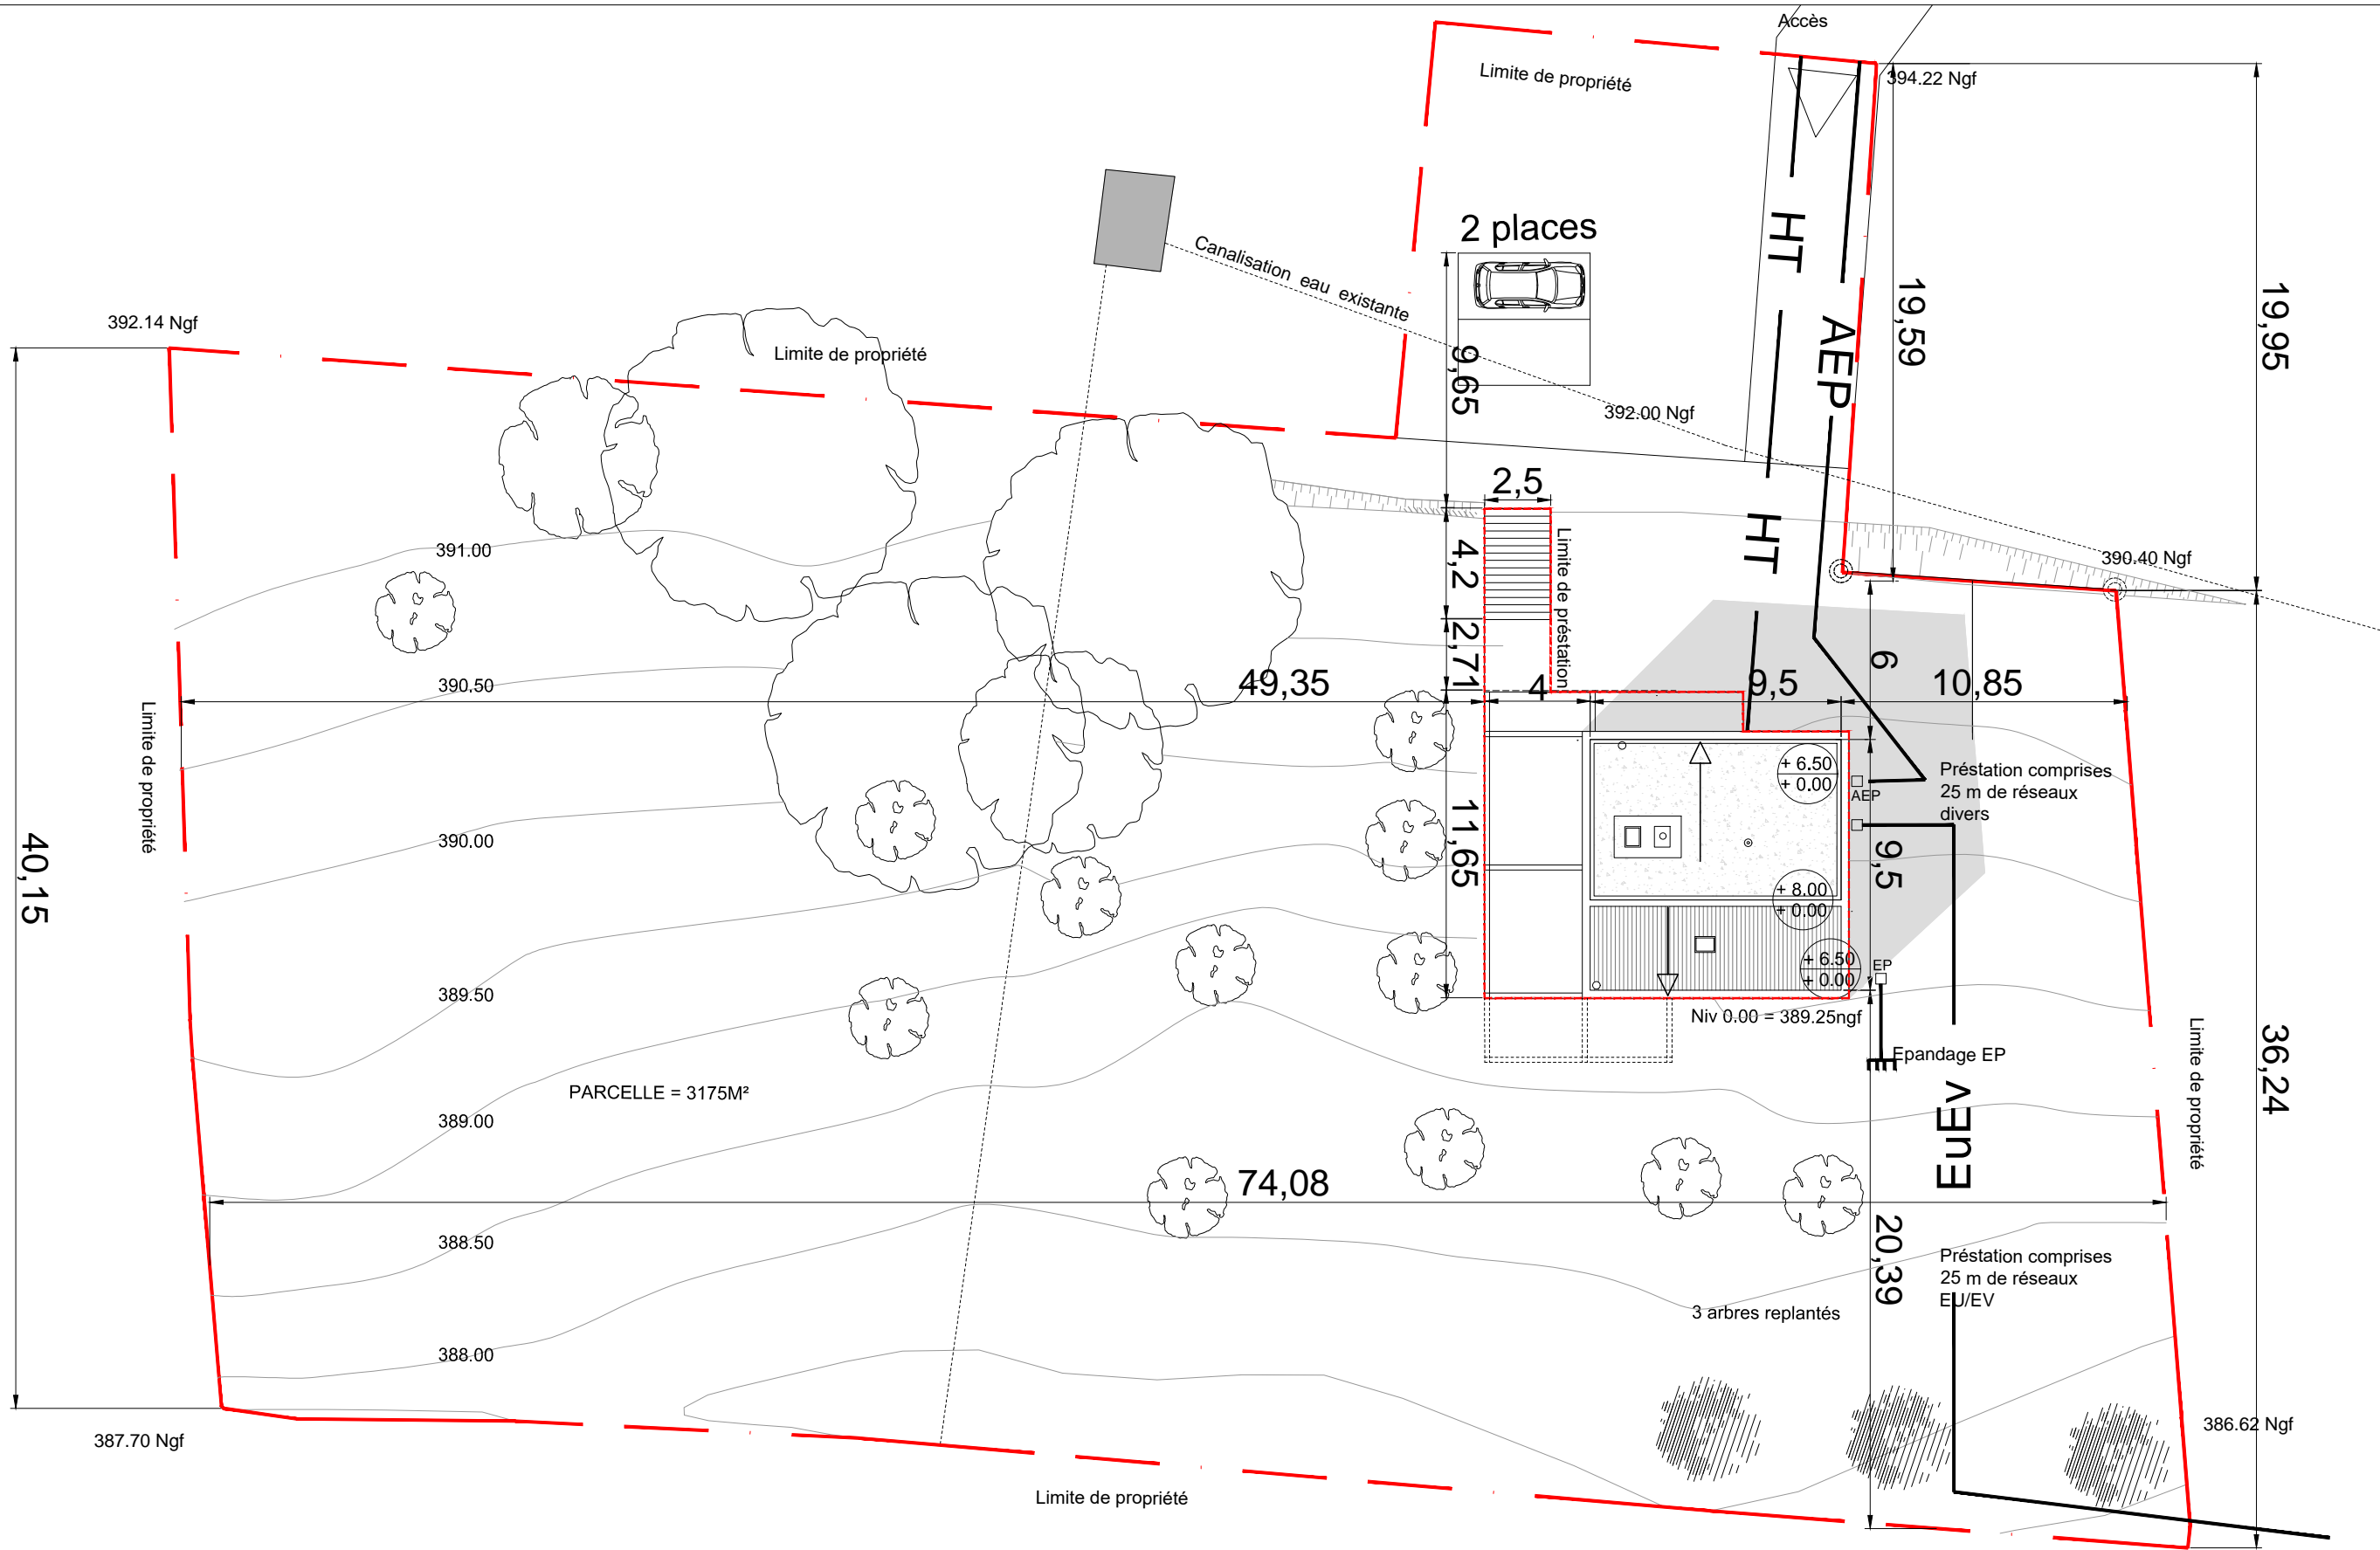 Accès
Limite de propriété
394.22 Ngf
HT
AEP
19,59
19,95
2 places
Canalisation eau existante
9,65
392.14 Ngf
Limite de propriété
392.00 Ngf
2,5
4,2
Limite de préstation
HT
390.40 Ngf
391.00
2,71
6
390.50
49,35
4
9,5
10,85
Limite de propriété
+ 6.50
+ 0.00
AEP
Préstation comprises
25 m de réseaux
divers
40,15
390.00
11,65
9,5
+ 8.00
+ 0.00
+ 6.50
+ 0.00
EP
389.50
Niv 0.00 = 389.25ngf
Epandage EP
E
36,24
Limite de propriété
PARCELLE = 3175M²
389.00
EuEv
74,08
388.50
20,39
Préstation comprises
25 m de réseaux
EU/EV
3 arbres replantés
388.00
387.70 Ngf
386.62 Ngf
Limite de propriété